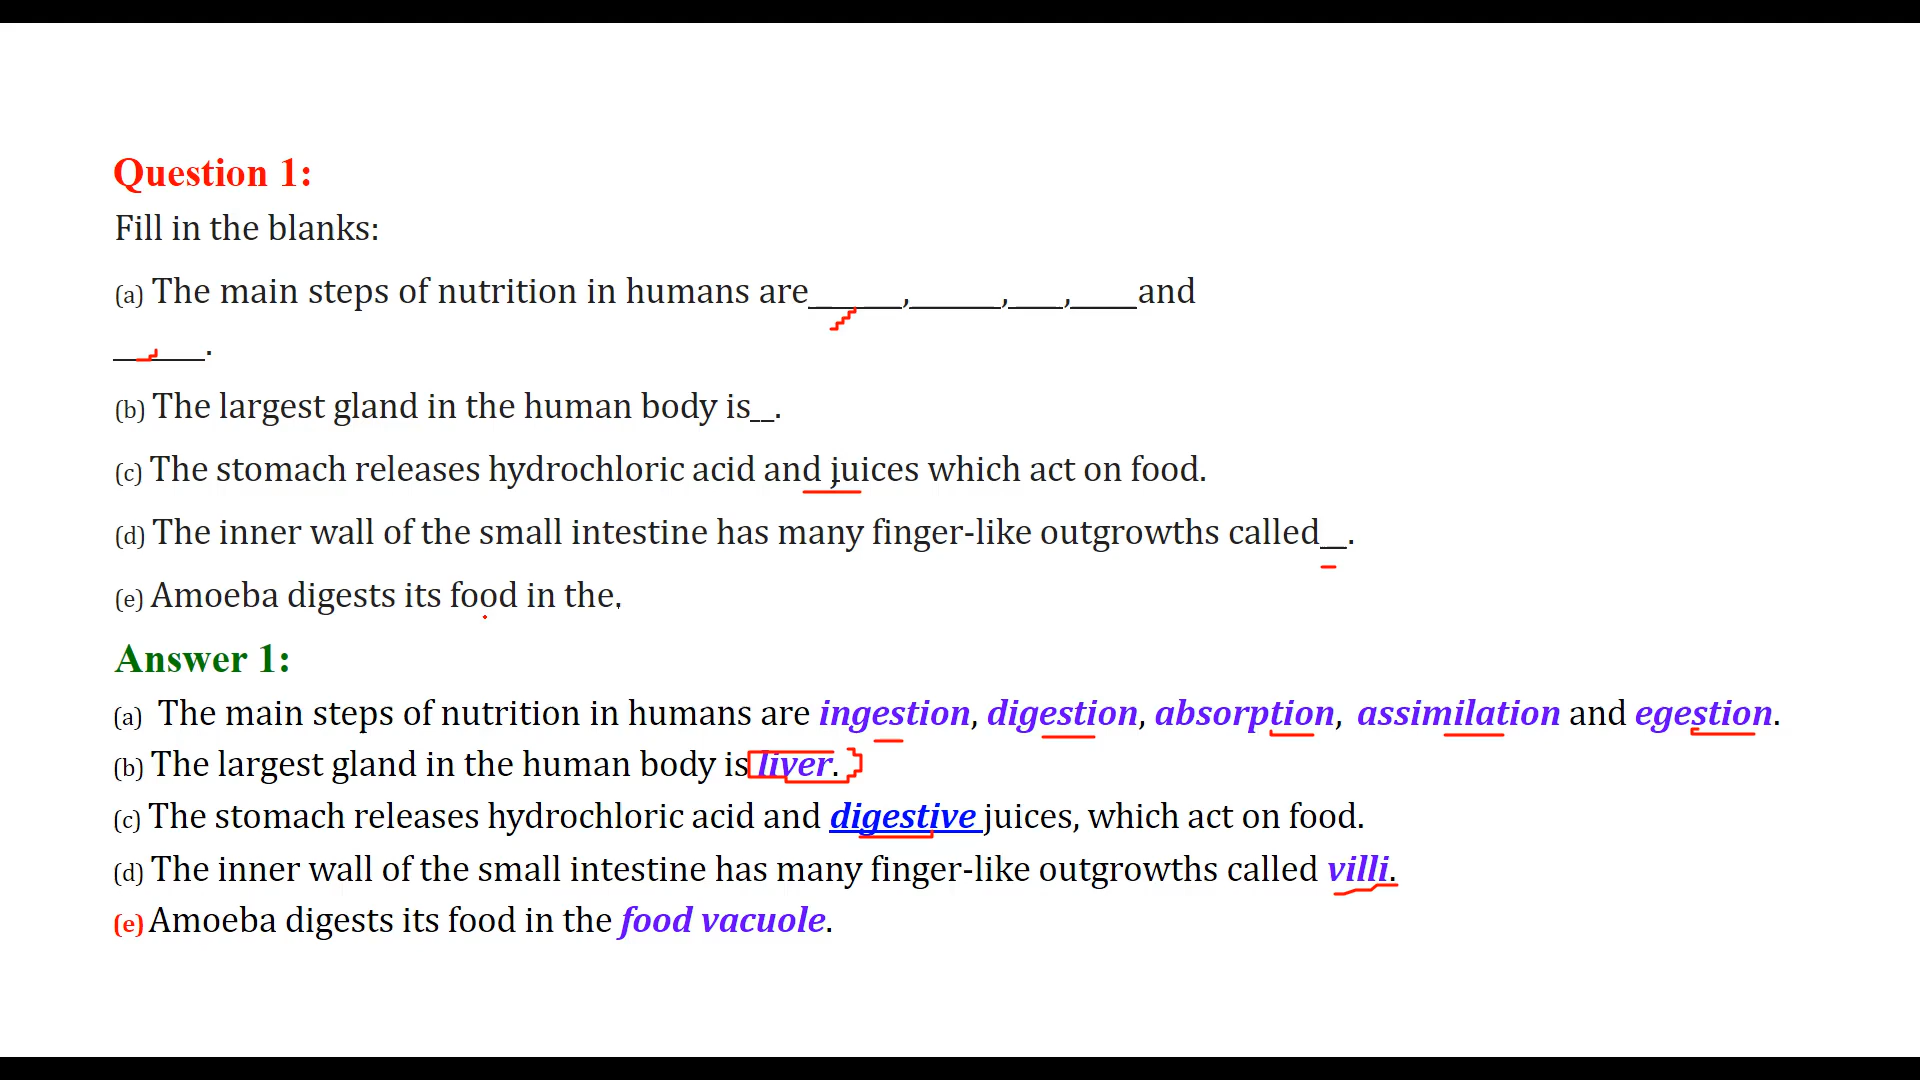 Question 1:
Fill in the blanks:
(a) The main steps of nutrition in humans are______,______,____,_____and
_______.
(b) The largest gland in the human body is__.
(c) The stomach releases hydrochloric acid and juices which act on food.
(d) The inner wall of the small intestine has many finger-like outgrowths called__.
(e) Amoeba digests its food in the.
Answer 1:
(a) The main steps of nutrition in humans are ingestion, digestion, absorption, assimilation and egestion.
(b) The largest gland in the human body is liver.
(c) The stomach releases hydrochloric acid and digestive juices, which act on food.
(d) The inner wall of the small intestine has many finger-like outgrowths called villi.
(e) Amoeba digests its food in the food vacuole.